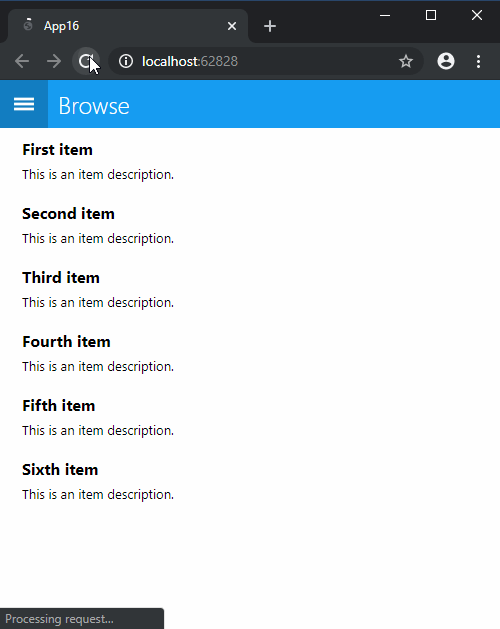 App16
localhost:62828
Browse
First item
This is an item description.
Second item
This is an item description.
Third item
This is an item description.
Fourth item
This is an item description.
Fifth item
This is an item description.
Sixth item
This is an item description.
Processing request...